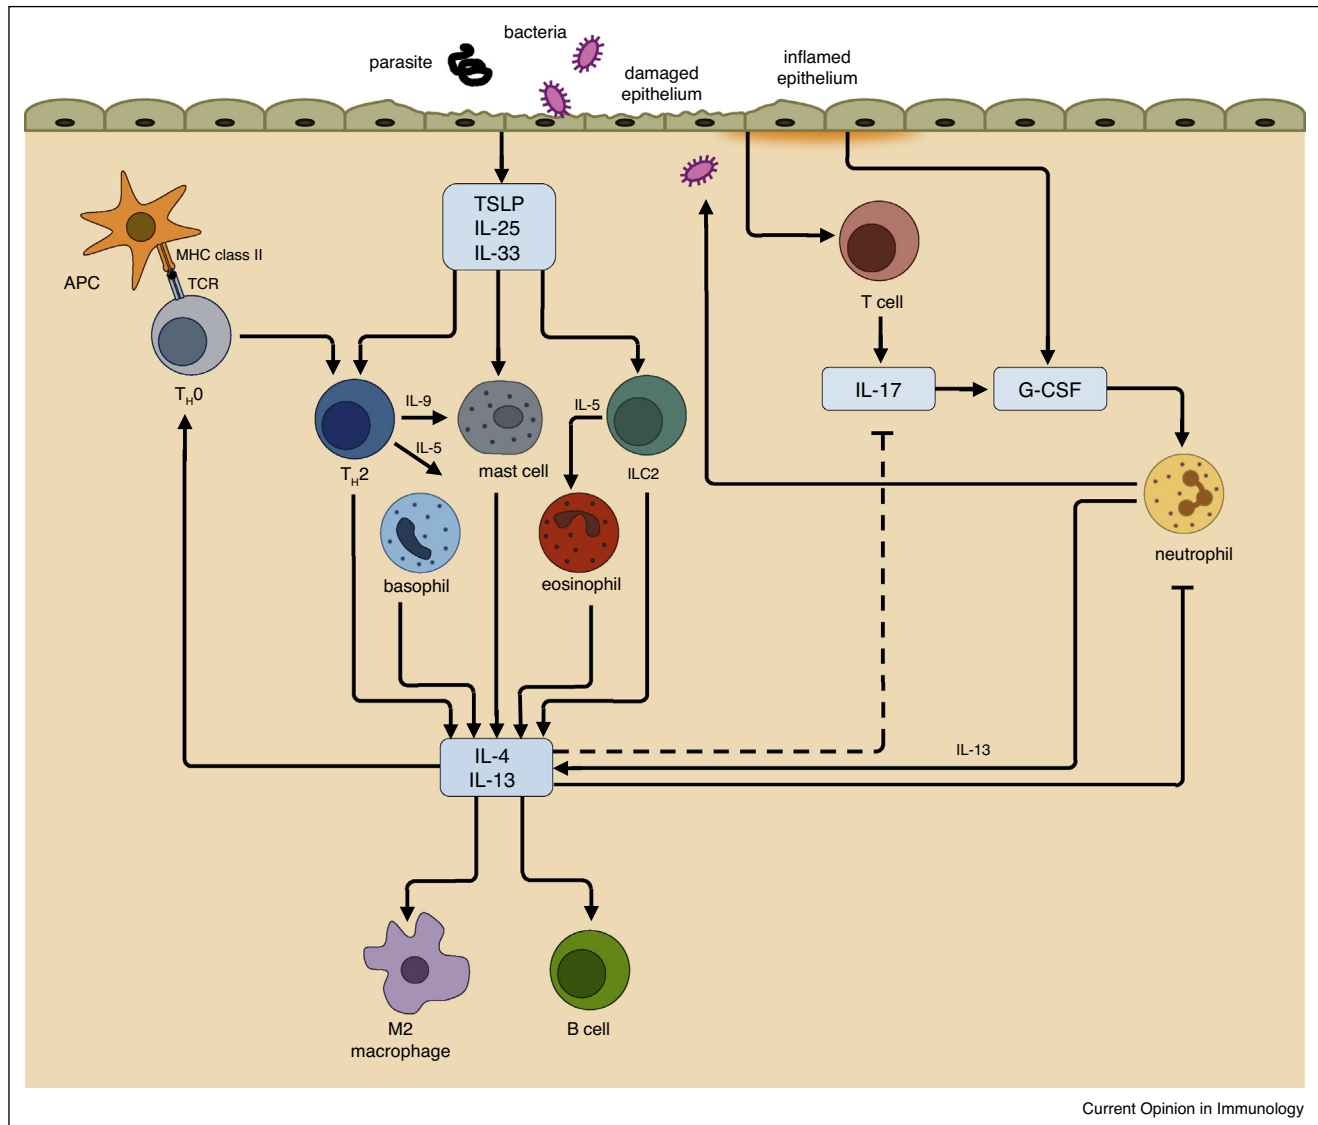 bacteria
parasite
damaged
epithelium
inflamed
epithelium
TSLP
IL-25
IL-33
MHC class II
APC
TCR
T cell
TH0
IL-17
G-CSF
IL-9
IL-5
IL-5
TH2
mast cell
ILC2
basophil
eosinophil
neutrophil
IL-4
IL-13
IL-13
M2
macrophage
B cell
Current Opinion in Immunology